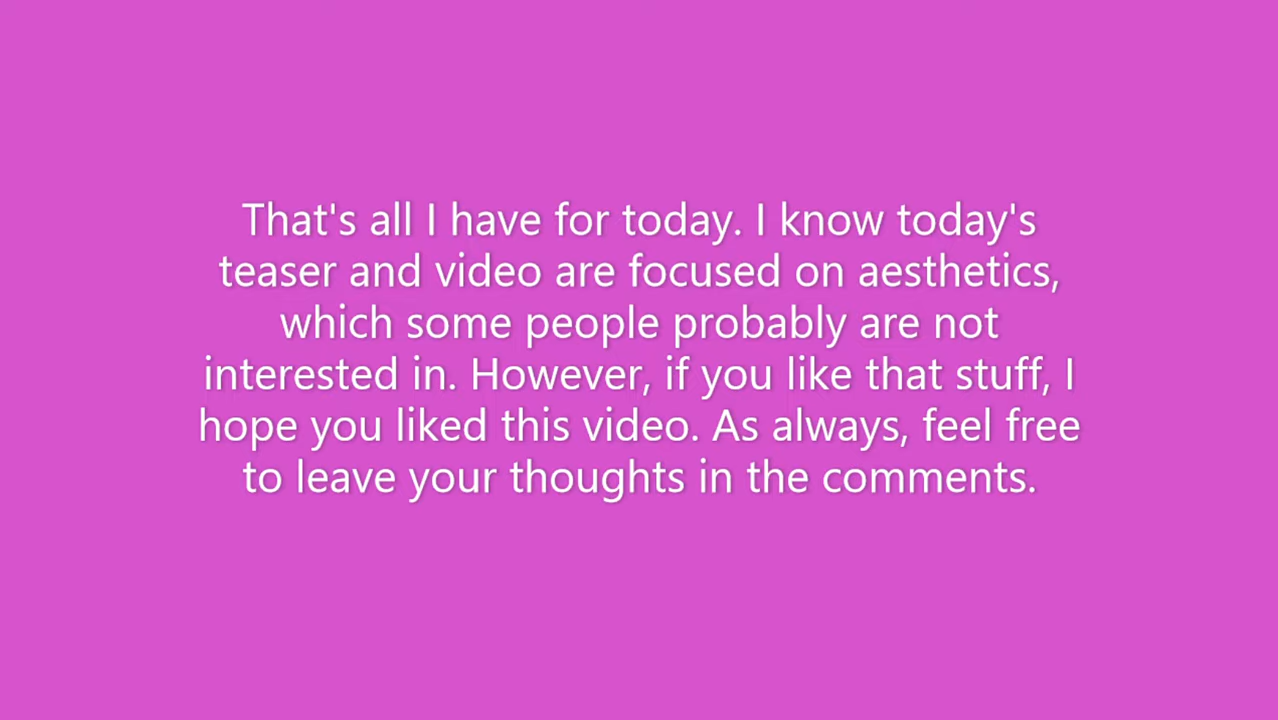 That's all I have for today. I know today's
teaser and video are focused on aesthetics,
which some people probably are not
interested in. However, if you like that stuff, I
hope you liked this video. As always, feel free
to leave your thoughts in the comments.